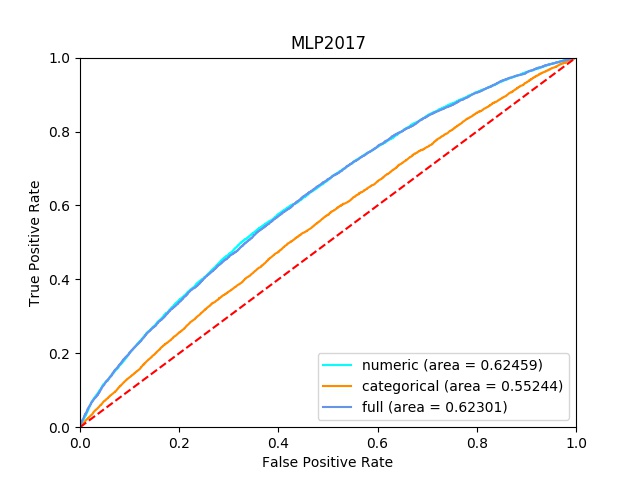 MLP2017
True Positive Rate
1.0
0.8
0.6
0.4
0.2
0.0
numeric (area = 0.62459)
categorical (area = 0.55244)
full (area = 0.62301)
0.0 0.2 0.4 0.6 0.8 1.0
False Positive Rate